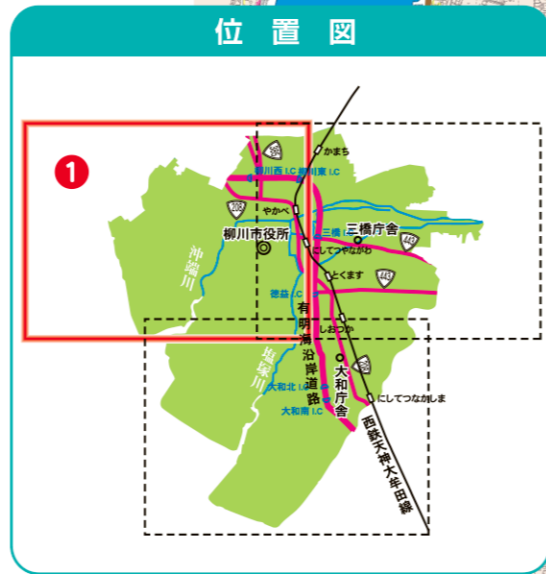 位置図
1
かまち
柳川西 I.C
柳川東 I.C
208
やかべ
柳川市役所
三橋 I.C
三橋庁舎
443
にしてつやながわ
沖端川
とくます
443
徳益 I.C
有明海沿岸道路
しおつか
塩塚川
大和庁舎
208
大和北 I.C
大和南 I.C
にしてつなかしま
西鉄天神大牟田線